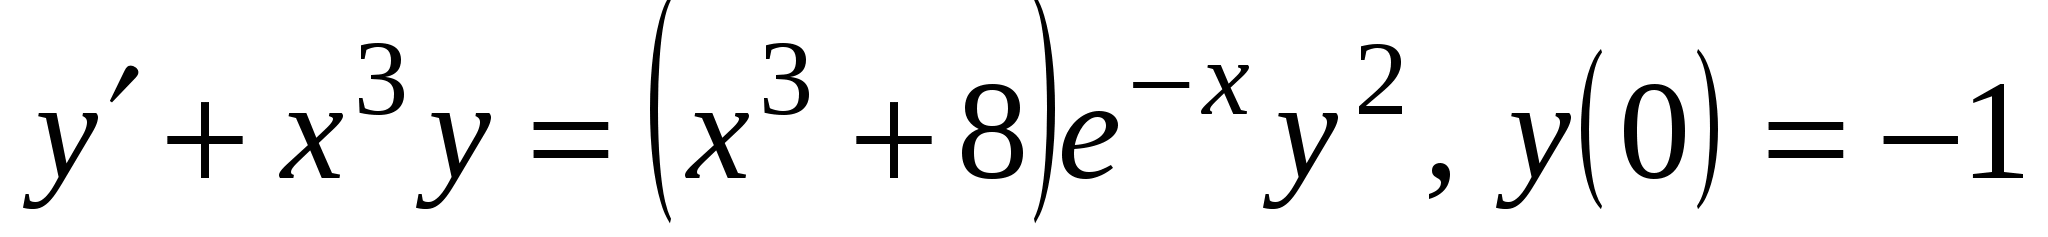 y′ + x³y = (x³ + 8)e⁻ˣy², y(0) = −1